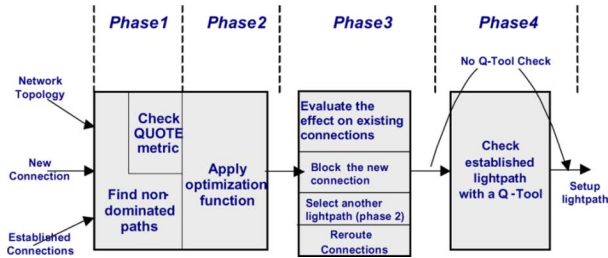 Phase1
Phase2
Phase3
Phase4
Network
Topology
New
Connection
Established
Connections
Check
QUOTE
metric
Find non-
dominated
paths
Apply
optimization
function
Evaluate the
effect on existing
connections
Block the new
connection
Select another
lightpath (phase 2)
Reroute
Connections
No Q-Tool Check
Check
established
lightpath
with a Q -Tool
Setup
lightpath